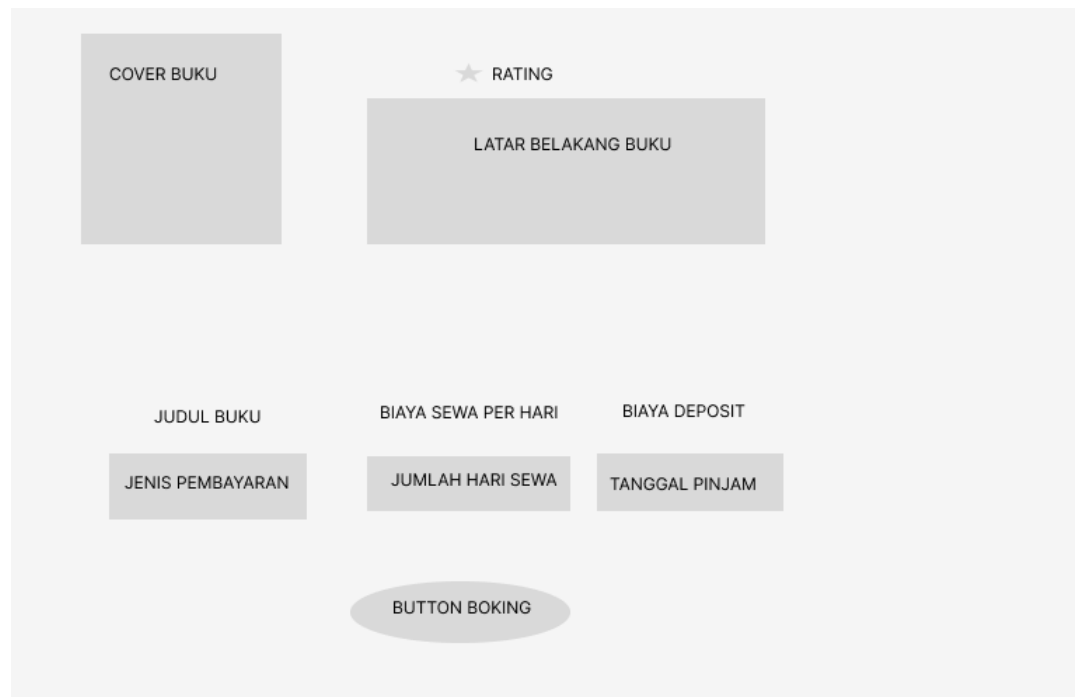 COVER BUKU
RATING
LATAR BELAKANG BUKU
JUDUL BUKU
BIAYA SEWA PER HARI
BIAYA DEPOSIT
JENIS PEMBAYARAN
JUMLAH HARI SEWA
TANGGAL PINJAM
BUTTON BOKING